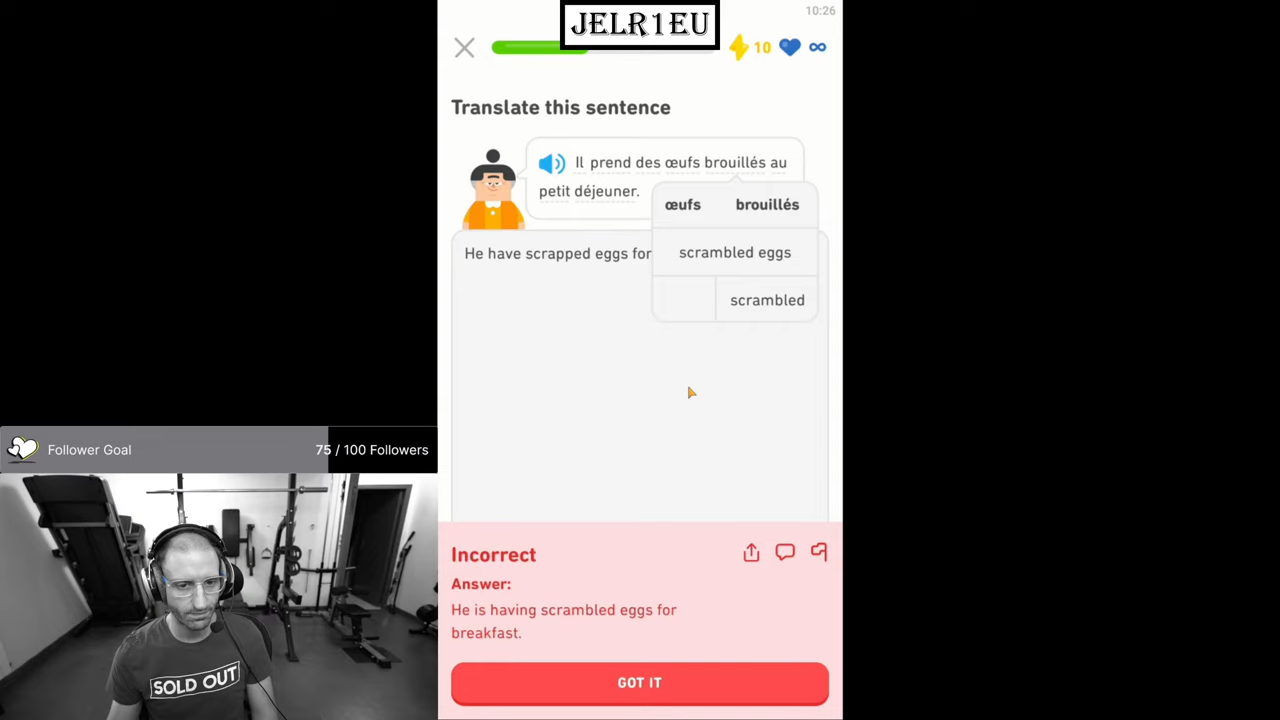 JELR1EU
10:26
10
Translate this sentence
Il prend des œufs brouillés au
petit déjeuner.
œufs brouillés
scrambled eggs
scrambled
He have scrapped eggs for
Follower Goal 75 / 100 Followers
SOLD OUT
Incorrect
Answer:
He is having scrambled eggs for
breakfast.
GOT IT